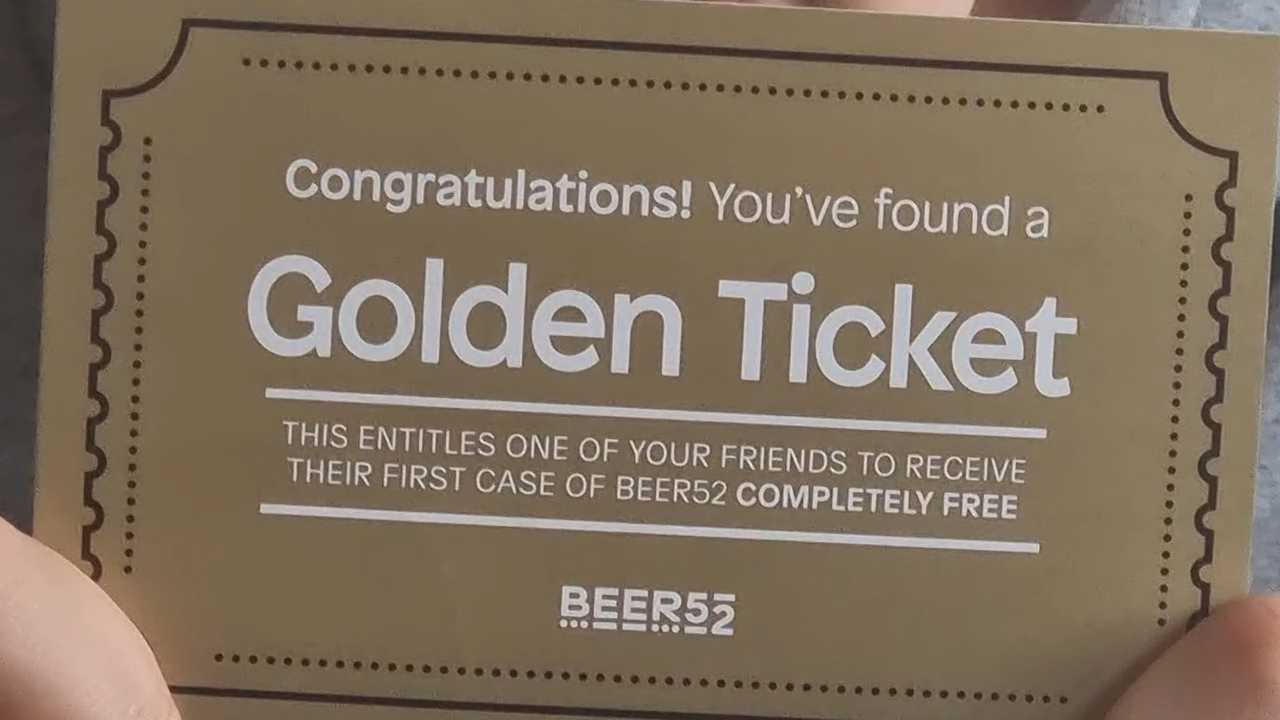 Congratulations! You've found a
Golden Ticket
THIS ENTITLES ONE OF YOUR FRIENDS TO RECEIVE
THEIR FIRST CASE OF BEER52 COMPLETELY FREE
BEER52